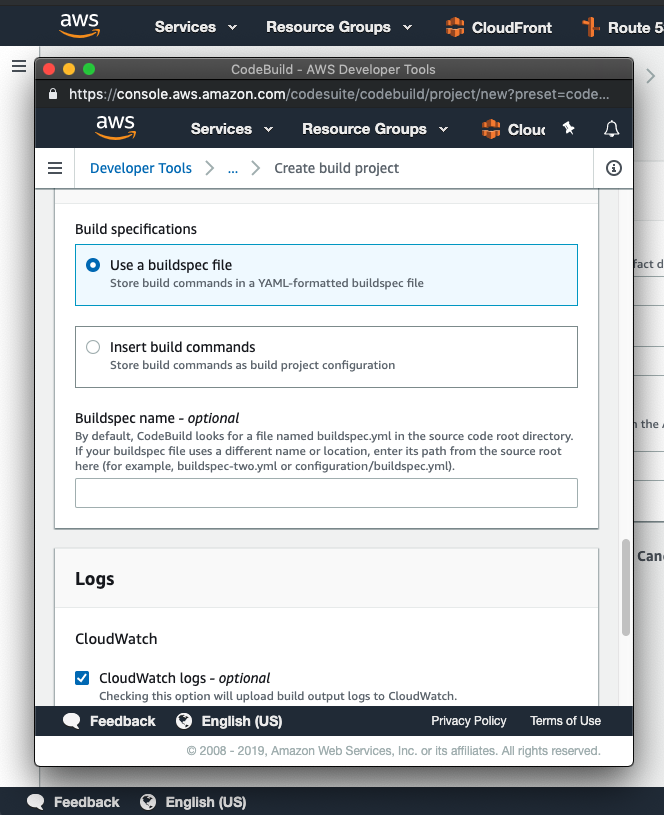 aws Services Resource Groups CloudFront Route 5
CodeBuild - AWS Developer Tools
https://console.aws.amazon.com/codesuite/codebuild/project/new?preset=code...
aws Services Resource Groups Clou
Developer Tools ... Create build project
Build specifications
Use a buildspec file
Store build commands in a YAML-formatted buildspec file
Insert build commands
Store build commands as build project configuration
Buildspec name - optional
By default, CodeBuild looks for a file named buildspec.yml in the source code root directory.
If your buildspec file uses a different name or location, enter its path from the source root
here (for example, buildspec-two.yml or configuration/buildspec.yml).
Logs
CloudWatch
CloudWatch logs - optional
Checking this option will upload build output logs to CloudWatch.
Feedback English (US) Privacy Policy Terms of Use
© 2008 - 2019, Amazon Web Services, Inc. or its affiliates. All rights reserved.
fact d
the
Canc
Feedback English (US)